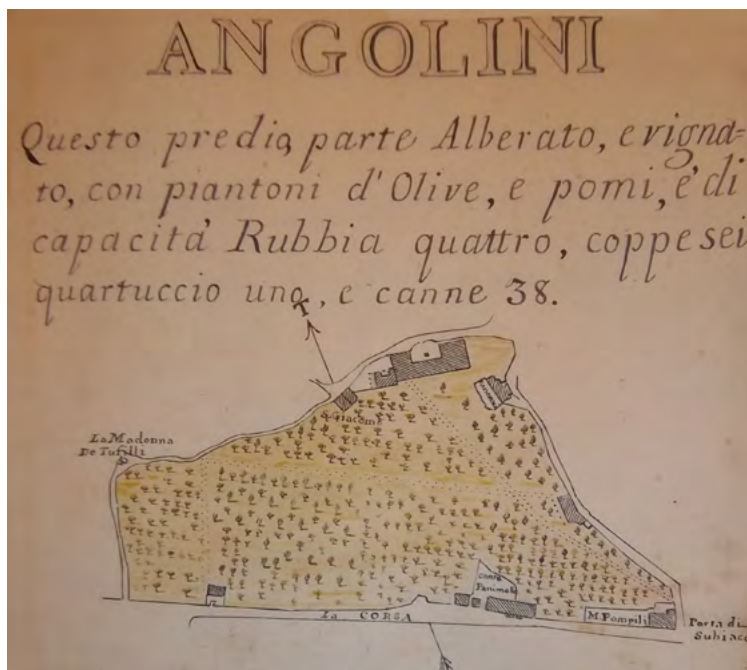 ANGOLINI
Questo predio, parte Alberato, e vigna=
to, con piantoni d'Olive, e pomi, e' di
capacità Rubbia quattro, coppe sei
quartuccio uno, e canne 38.
T
S. Giacomo
La Madonna
De Tufilli
M. Pompili
La CORSA
Porta di
Subiaco